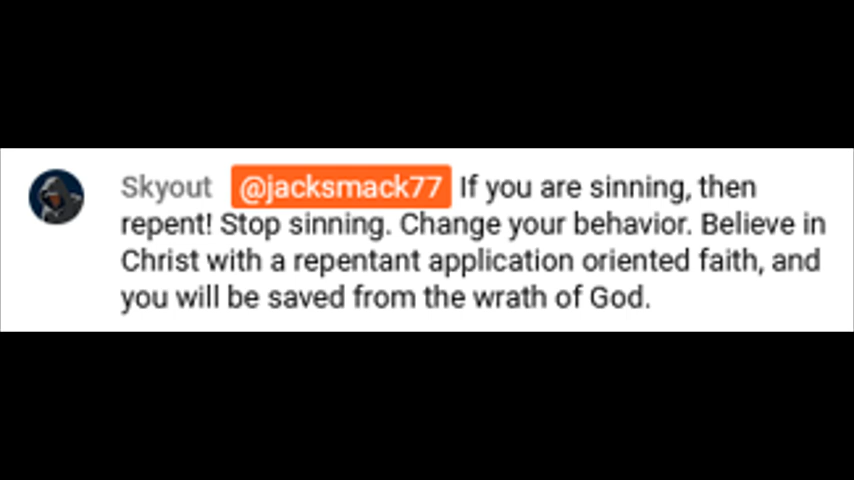 Skyout @jacksmack77 If you are sinning, then
repent! Stop sinning. Change your behavior. Believe in
Christ with a repentant application oriented faith, and
you will be saved from the wrath of God.